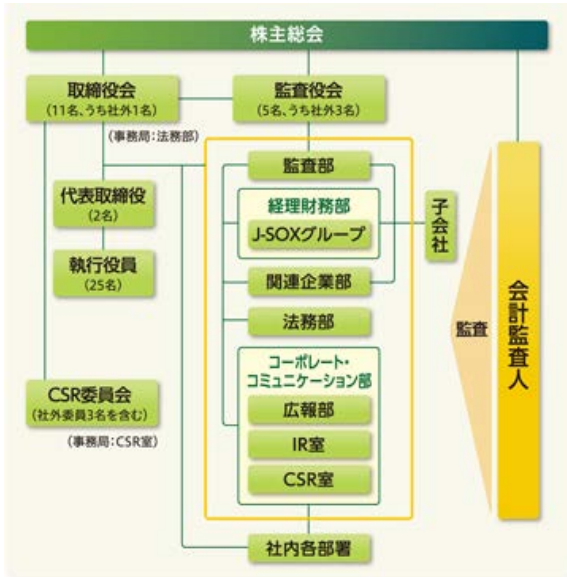 株主総会
取締役会
(11名、うち社外1名)
(事務局:法務部)
監査役会
(5名、うち社外3名)
代表取締役
(2名)
執行役員
(25名)
CSR委員会
(社外委員3名を含む)
(事務局:CSR室)
監査部
経理財務部
J-SOXグループ
関連企業部
法務部
コーポレート・
コミュニケーション部
広報部
IR室
CSR室
社内各部署
子会社
監査
会計監査人